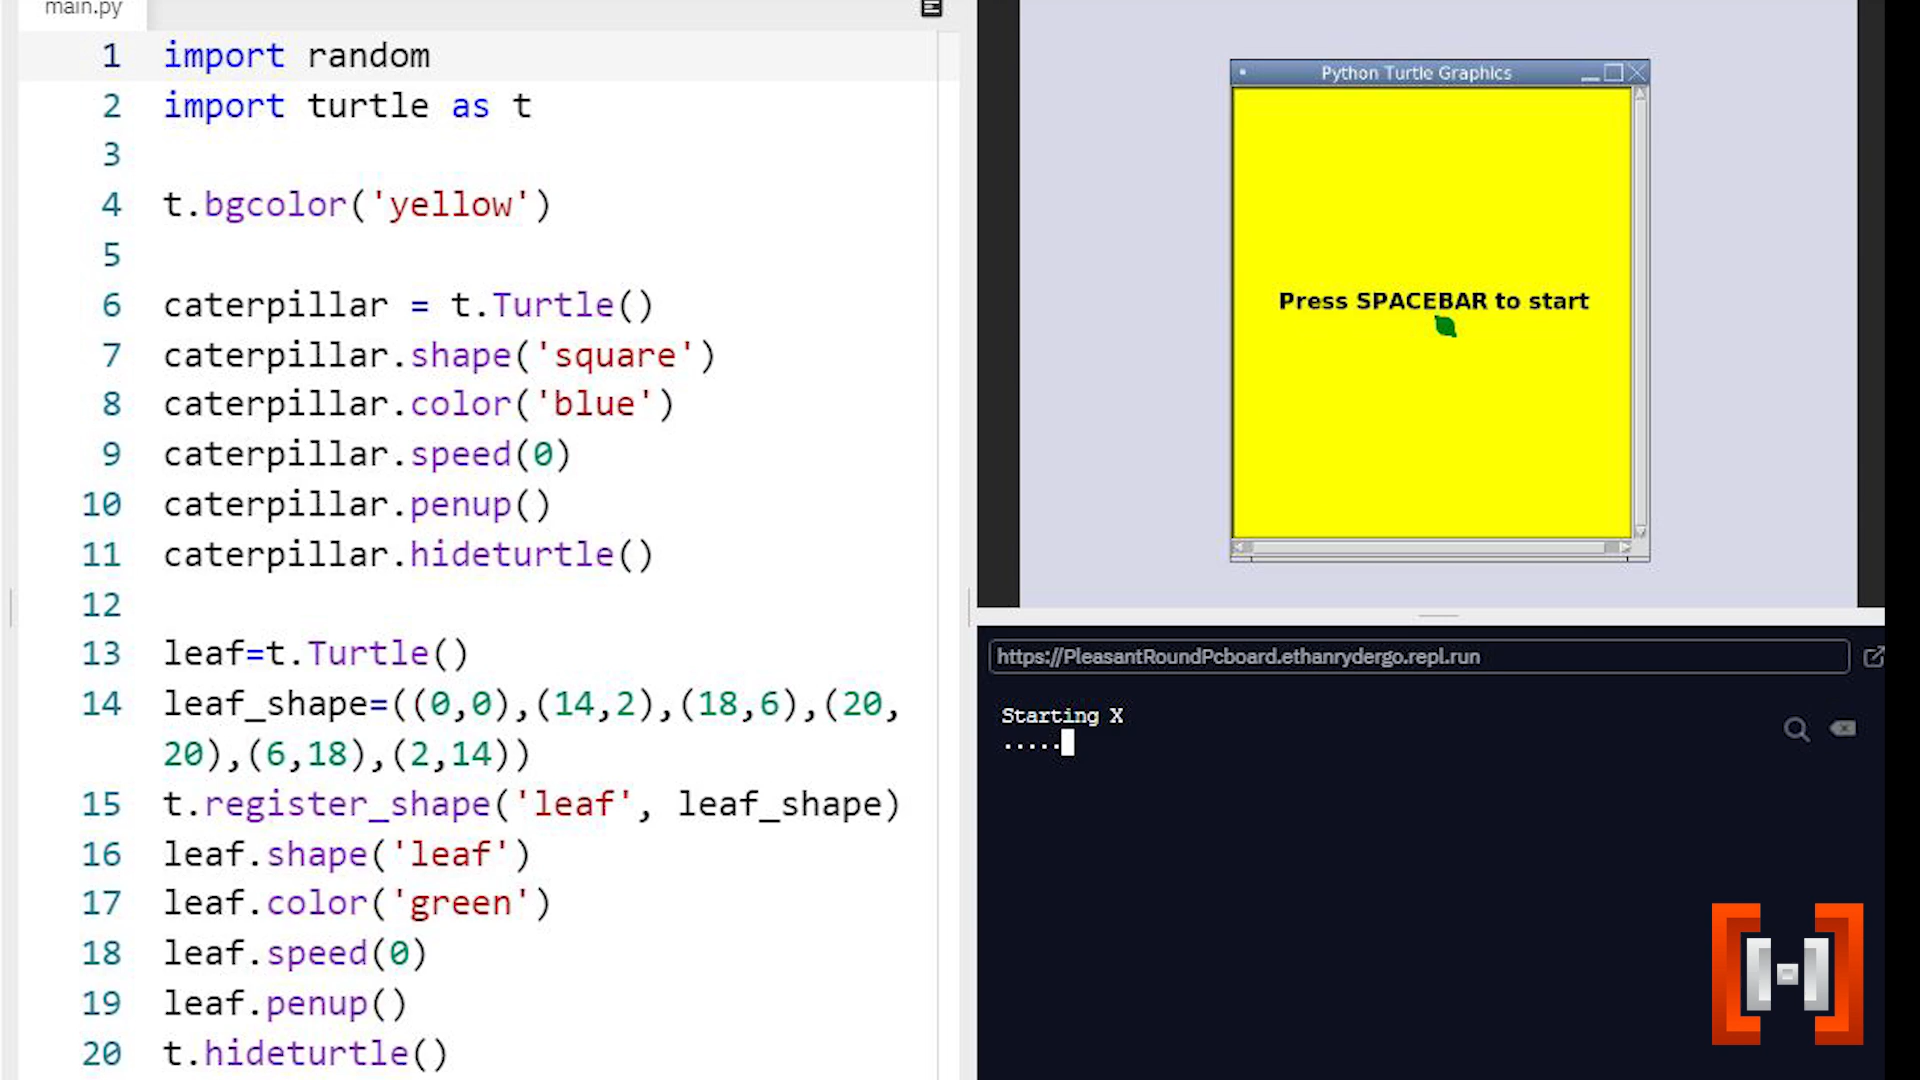 main.py
1 import random
2 import turtle as t
3
4 t.bgcolor('yellow')
5
6 caterpillar = t.Turtle()
7 caterpillar.shape('square')
8 caterpillar.color('blue')
9 caterpillar.speed(0)
10 caterpillar.penup()
11 caterpillar.hideturtle()
12
13 leaf=t.Turtle()
14 leaf_shape=((0,0),(14,2),(18,6),(20,
20),(6,18),(2,14))
15 t.register_shape('leaf', leaf_shape)
16 leaf.shape('leaf')
17 leaf.color('green')
18 leaf.speed(0)
19 leaf.penup()
20 t.hideturtle()
Python Turtle Graphics
Press SPACEBAR to start
https://PleasantRoundPcboard.ethanrydergo.repl.run
Starting X
.....